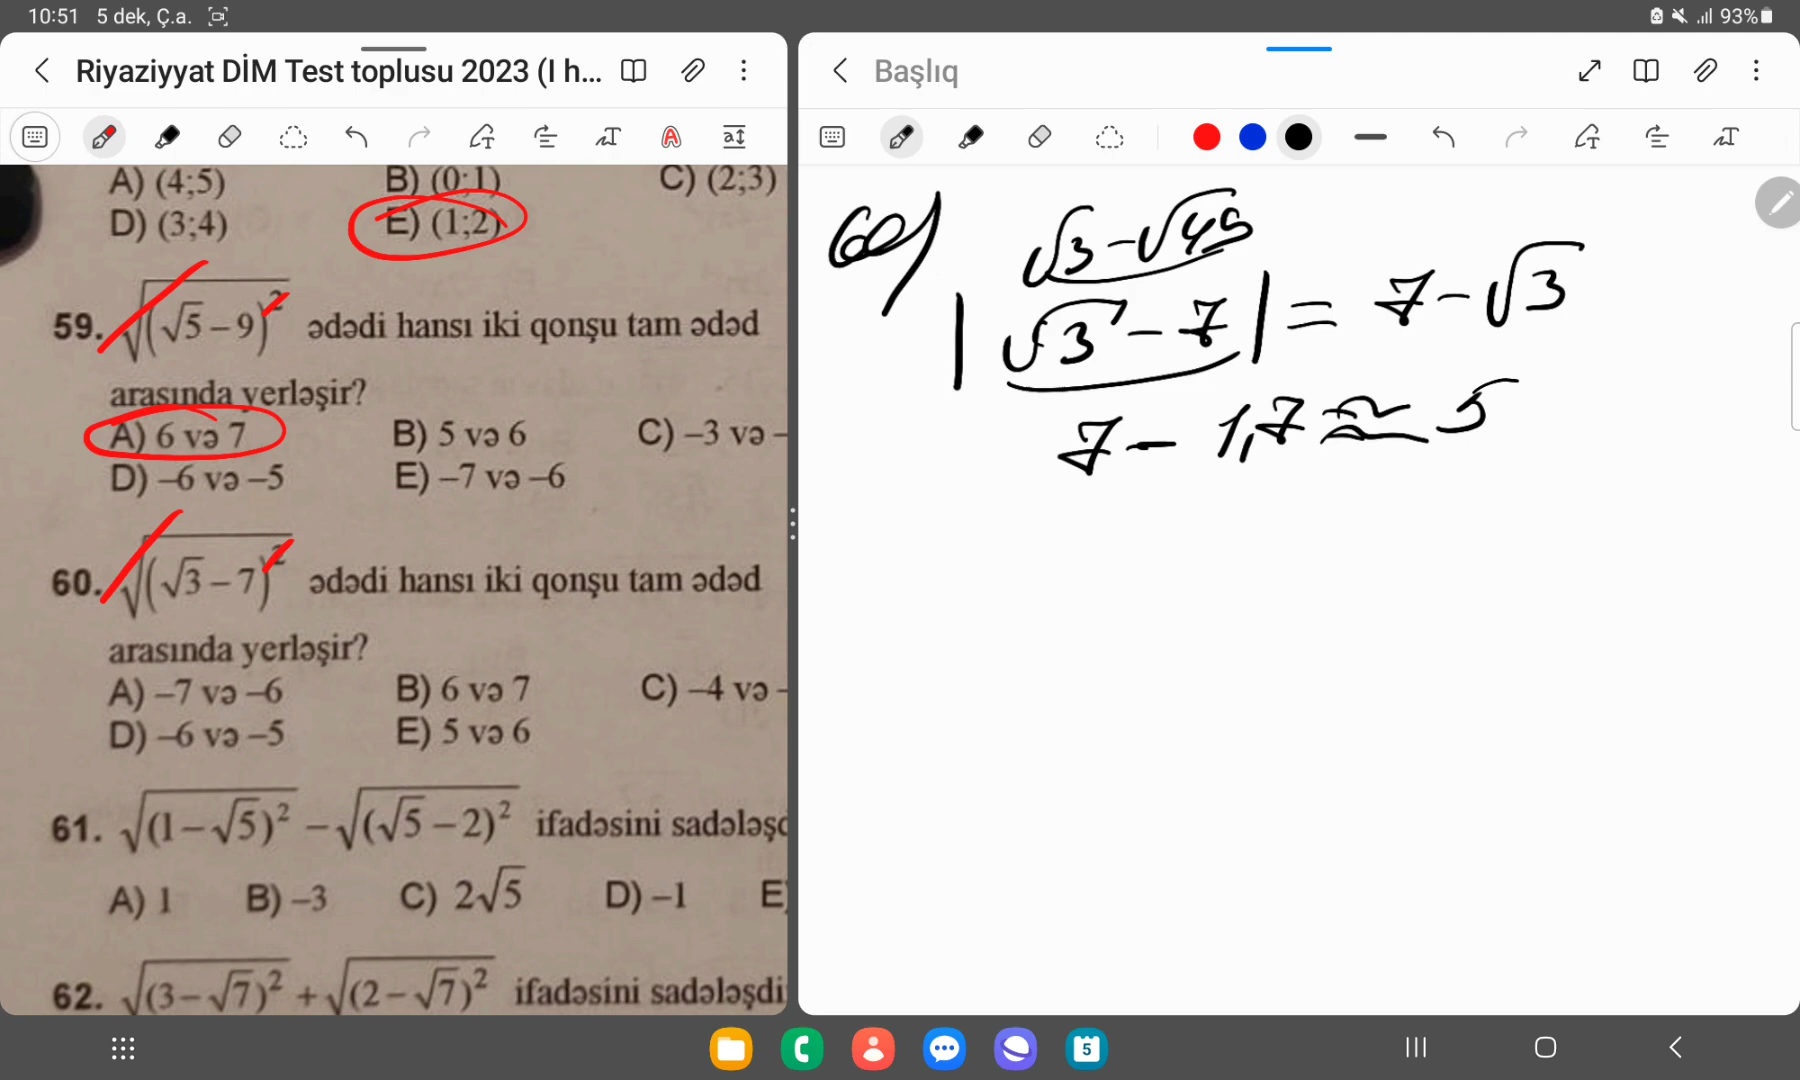 10:51 5 dek, Ç.a. 93%
Riyaziyyat DİM Test toplusu 2023 (I h...
A) (4;5) B) (0;1) C) (2;3)
D) (3;4) E) (1;2)
59. √(√5 – 9)² ədədi hansı iki qonşu tam ədəd
arasında yerləşir?
A) 6 və 7 B) 5 və 6 C) –3 və –
D) –6 və –5 E) –7 və –6
60. √(√3 – 7)² ədədi hansı iki qonşu tam ədəd
arasında yerləşir?
A) –7 və –6 B) 6 və 7 C) –4 və –
D) –6 və –5 E) 5 və 6
61. √(1–√5)² – √(√5 – 2)² ifadəsini sadələşd
A) 1 B) –3 C) 2√5 D) –1 E)
62. √(3–√7)² + √(2–√7)² ifadəsini sadələşdi
Başlıq
60) √3 – √49
|√3 – 7| = 7 – √3
7 – 1,7 ≈ 5
5